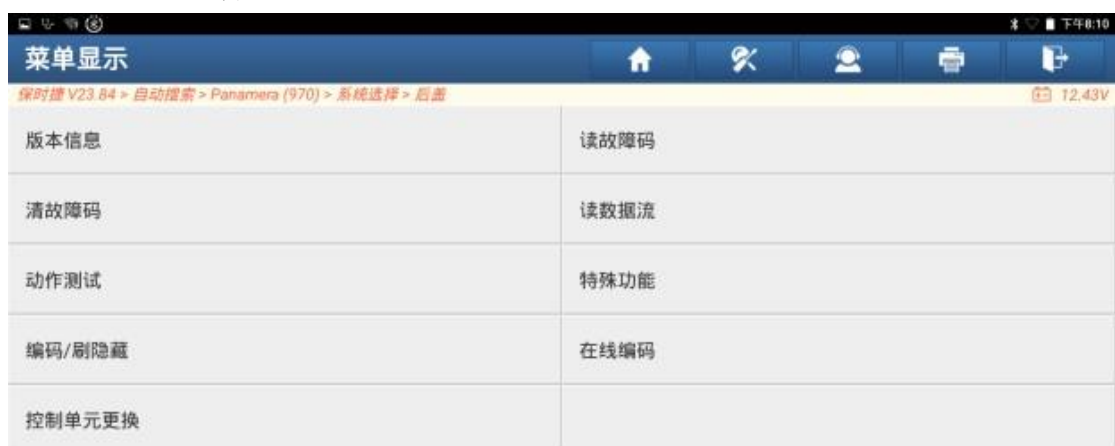 下午8:10
菜单显示
保时捷 V23.84 > 自动搜索 > Panamera (970) > 系统选择 > 后盖
12.43V
版本信息
读故障码
清故障码
读数据流
动作测试
特殊功能
编码/刷隐藏
在线编码
控制单元更换